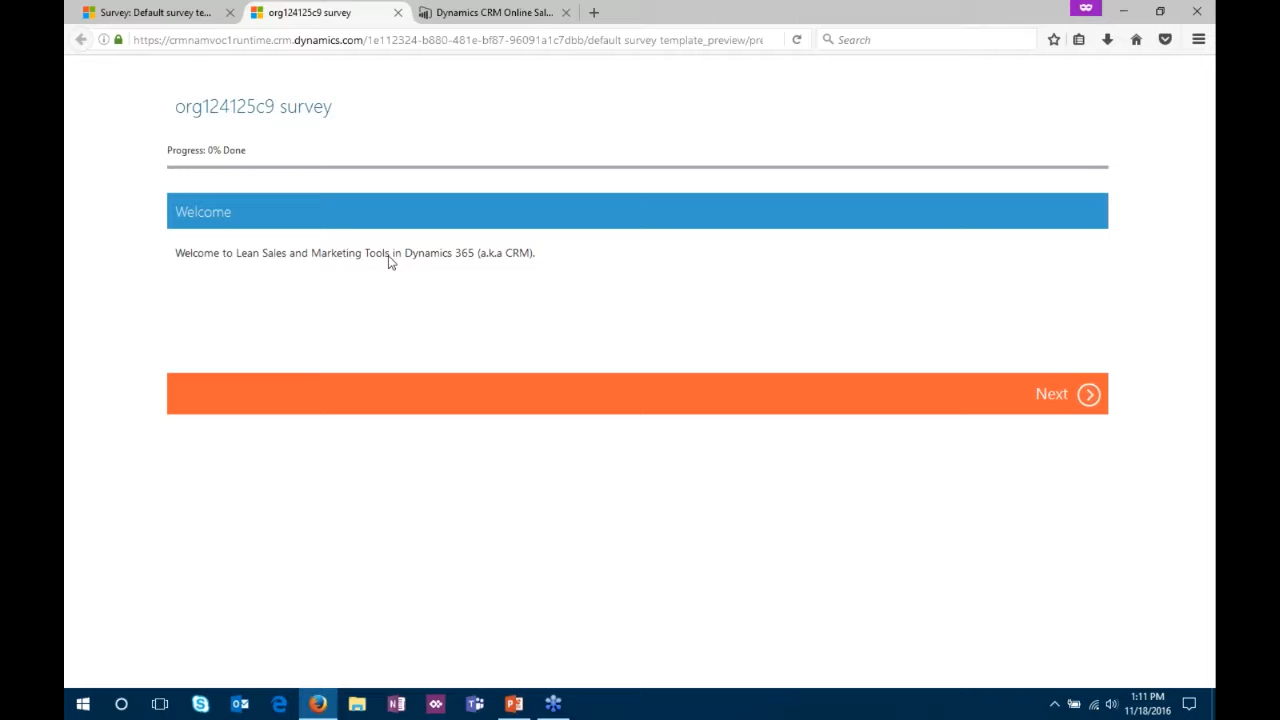 Survey: Default survey te...
org124125c9 survey
Dynamics CRM Online Sal...
https://crmnamvoc1runtime.crm.dynamics.com/1e112324-b880-481e-bf87-96091a1c7dbb/default survey template_preview/pre
Search
org124125c9 survey
Progress: 0% Done
Welcome
Welcome to Lean Sales and Marketing Tools in Dynamics 365 (a.k.a CRM).
Next
1:11 PM
11/18/2016